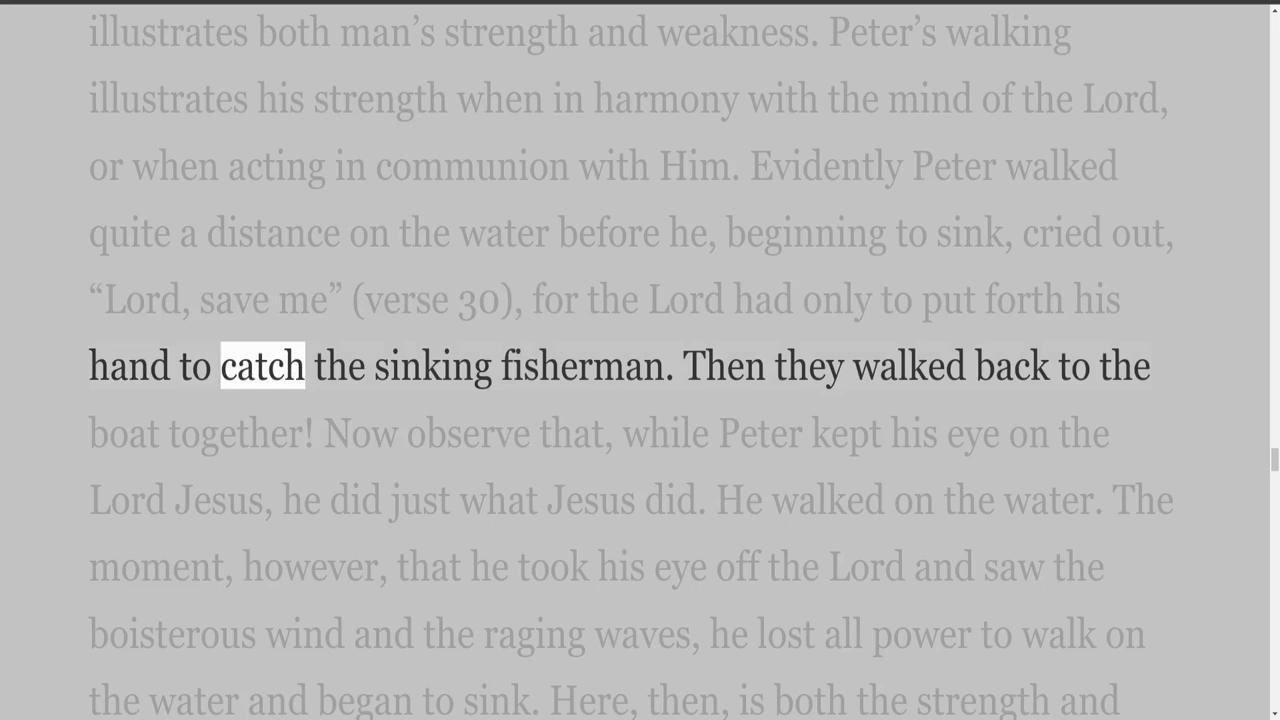 illustrates both man’s strength and weakness. Peter’s walking
illustrates his strength when in harmony with the mind of the Lord,
or when acting in communion with Him. Evidently Peter walked
quite a distance on the water before he, beginning to sink, cried out,
“Lord, save me” (verse 30), for the Lord had only to put forth his
hand to catch the sinking fisherman. Then they walked back to the
boat together! Now observe that, while Peter kept his eye on the
Lord Jesus, he did just what Jesus did. He walked on the water. The
moment, however, that he took his eye off the Lord and saw the
boisterous wind and the raging waves, he lost all power to walk on
the water and began to sink. Here, then, is both the strength and